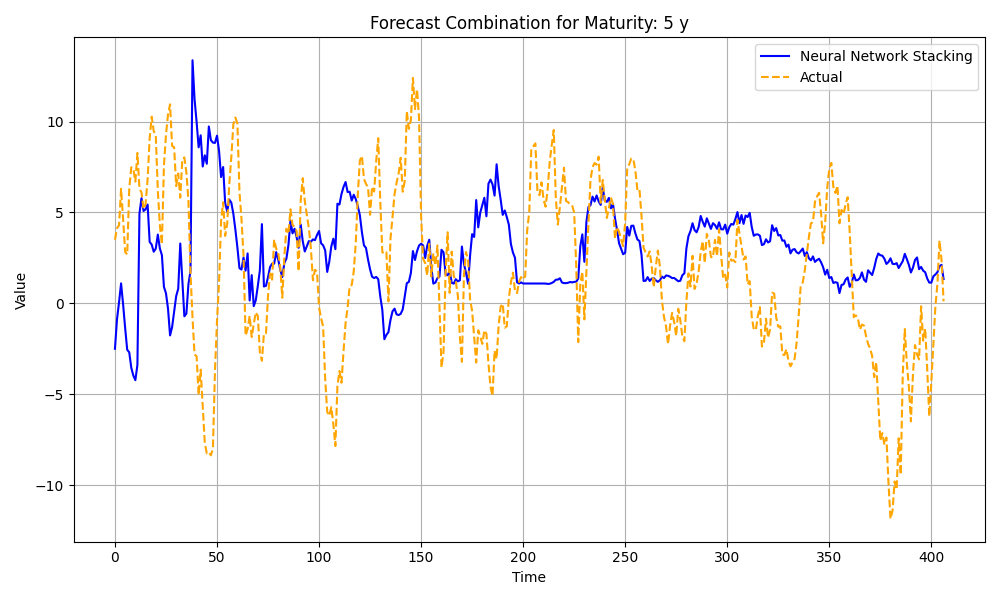 Forecast Combination for Maturity: 5 y
Neural Network Stacking
Actual
Value
10
5
0
−5
−10
0 50 100 150 200 250 300 350 400
Time